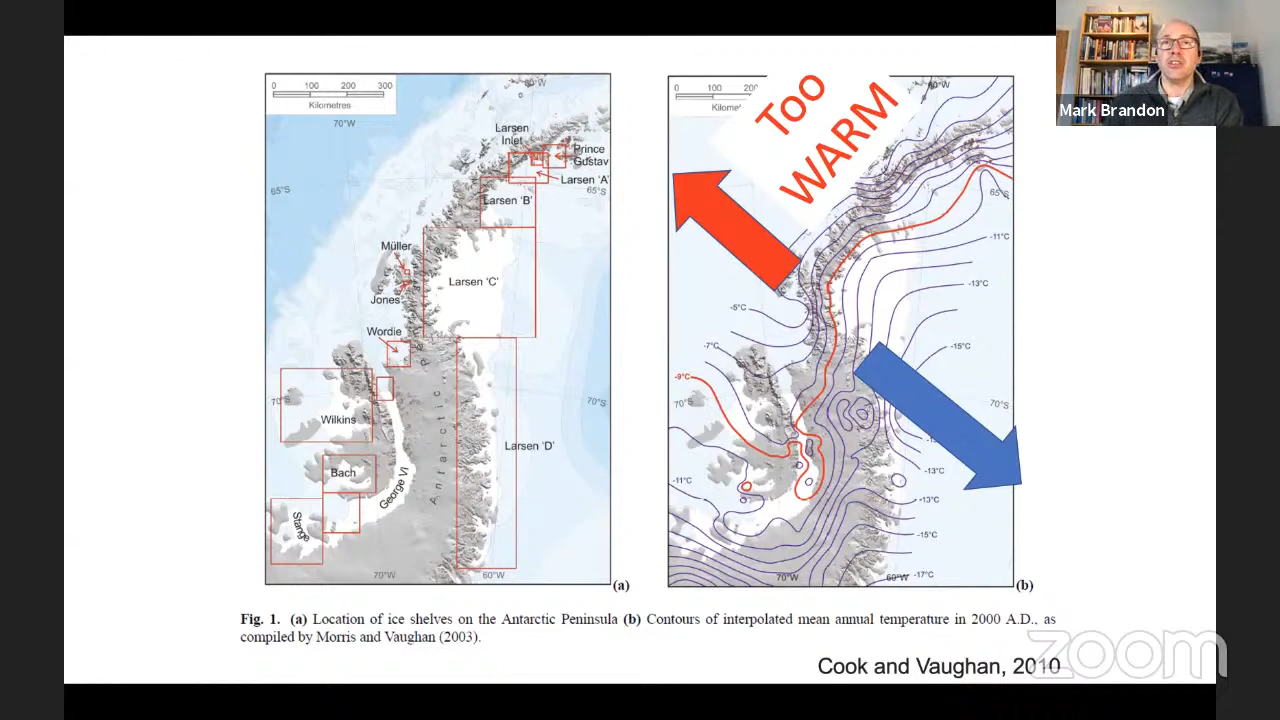 Mark Brandon
0 100 200 300
Kilometres
70°W
60°W
Larsen
Inlet
Prince
Gustav
Larsen 'A'
65°S
65°S
Larsen 'B'
Müller
Larsen 'C'
Jones
Wordie
70°S
70°S
Wilkins
Larsen 'D'
Bach
George VI
Antarctic
Stange
70°W
60°W
(a)
TOO
WARM
0 100 200
60°W
65°S
-11°C
-13°C
-5°C
-7°C
-15°C
-9°C
70°S
70°S
-13°C
-11°C
-13°C
-15°C
70°W
60°W
-17°C
(b)
Fig. 1. (a) Location of ice shelves on the Antarctic Peninsula (b) Contours of interpolated mean annual temperature in 2000 A.D., as
compiled by Morris and Vaughan (2003).
Cook and Vaughan, 2010
zoom